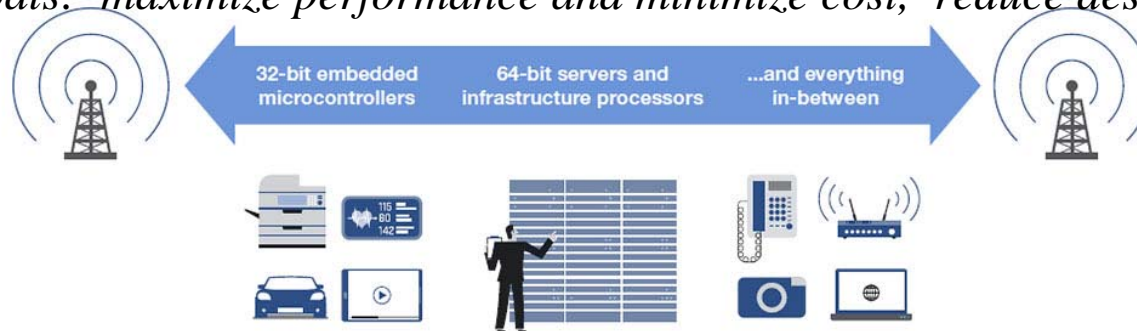 maximize performance and minimize cost, reduce
32-bit embedded
microcontrollers
64-bit servers and
infrastructure processors
...and everything
in-between
115
80
142